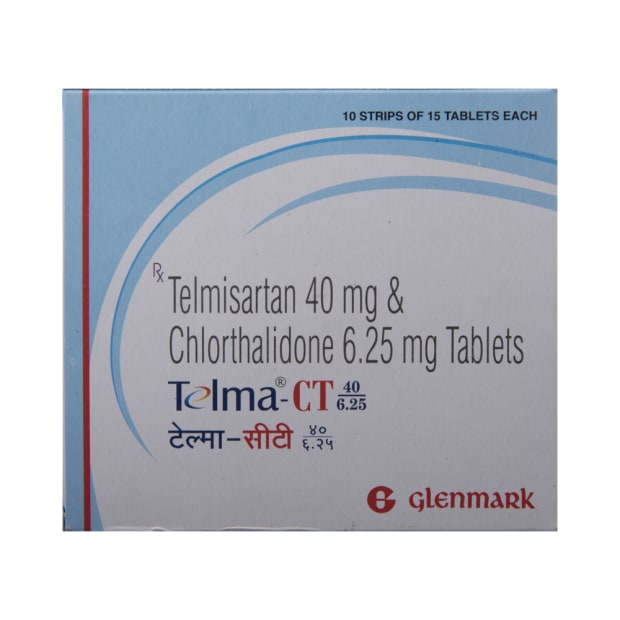 10 STRIPS OF 15 TABLETS EACH
Rx Telmisartan 40 mg &
Chlorthalidone 6.25 mg Tablets
Telma®-CT 40/6.25
टेल्मा-सीटी ४०/६.२५
G GLENMARK